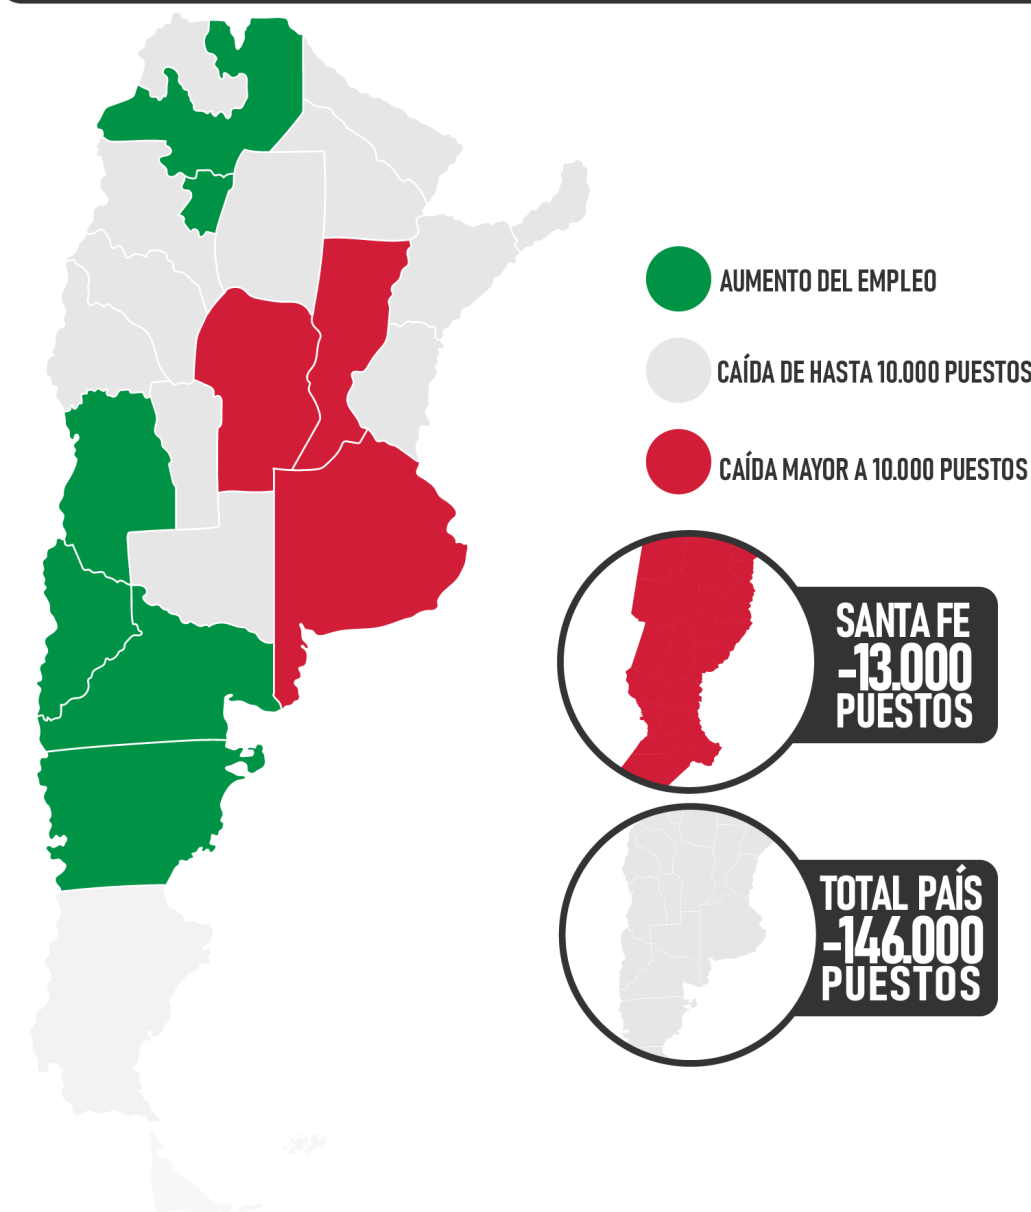 AUMENTO DEL EMPLEO
CAÍDA DE HASTA 10.000 PUESTOS
CAÍDA MAYOR A 10.000 PUESTOS
SANTA FE
-13.000
PUESTOS
TOTAL PAÍS
-146.000
PUESTOS